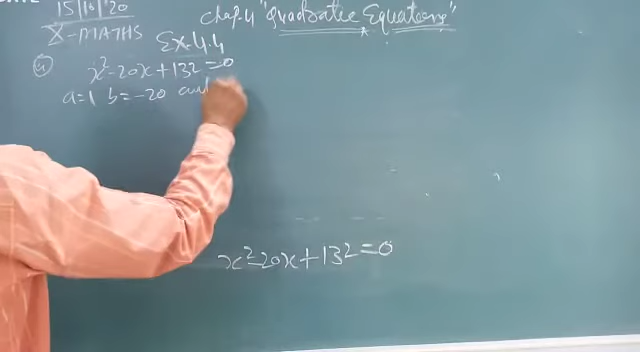 15/10/'20
Chap.4 "Quadratic Equations"
X-MATHS
Ex.4.4
x²-20x+132=0
a=1 b=-20 and
x²-20x+132=0